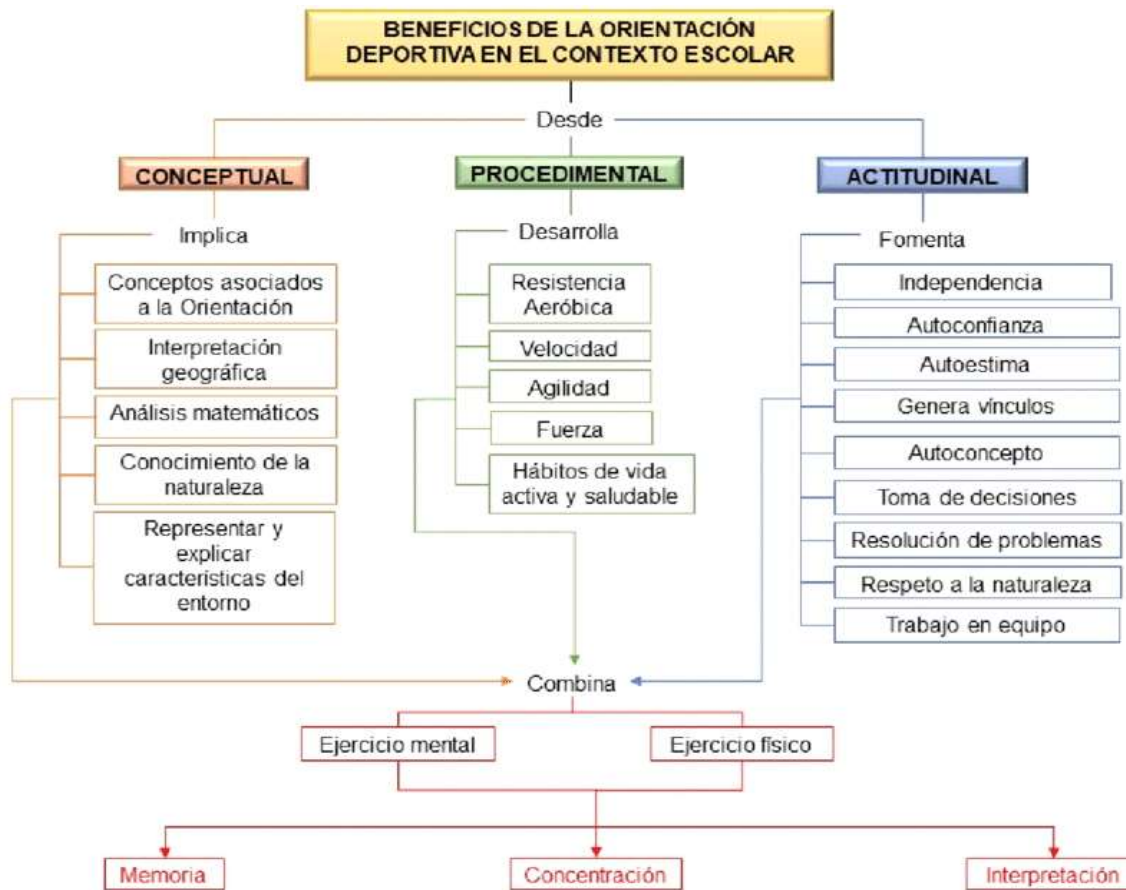 BENEFICIOS DE LA ORIENTACIÓN
DEPORTIVA EN EL CONTEXTO ESCOLAR
Desde
CONCEPTUAL
Implica
Conceptos asociados
a la Orientación
Interpretación
geográfica
Análisis matemáticos
Conocimiento de la
naturaleza
Representar y
explicar
características del
entorno
PROCEDIMENTAL
Desarrolla
Resistencia
Aeróbica
Velocidad
Agilidad
Fuerza
Hábitos de vida
activa y saludable
ACTITUDINAL
Fomenta
Independencia
Autoconfianza
Autoestima
Genera vínculos
Autoconcepto
Toma de decisiones
Resolución de problemas
Respeto a la naturaleza
Trabajo en equipo
Combina
Ejercicio mental
Ejercicio físico
Memoria
Concentración
Interpretación